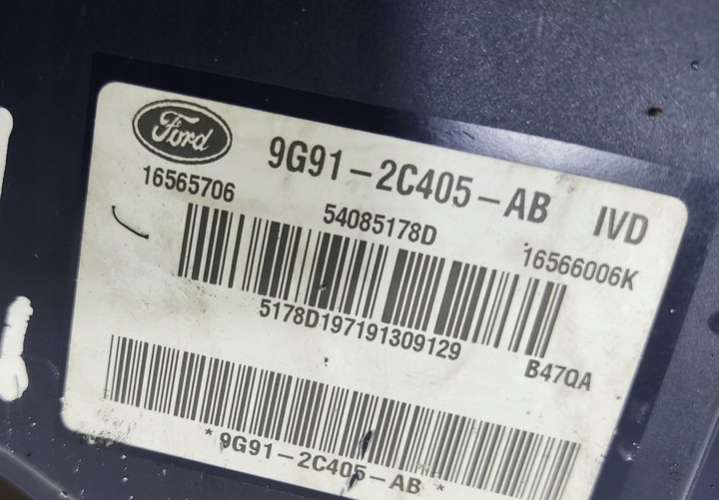 Ford 9G91-2C405-AB IVD
16565706 54085178D 16566006K
5178D197191309129 B47QA
*9G91-2C405-AB*